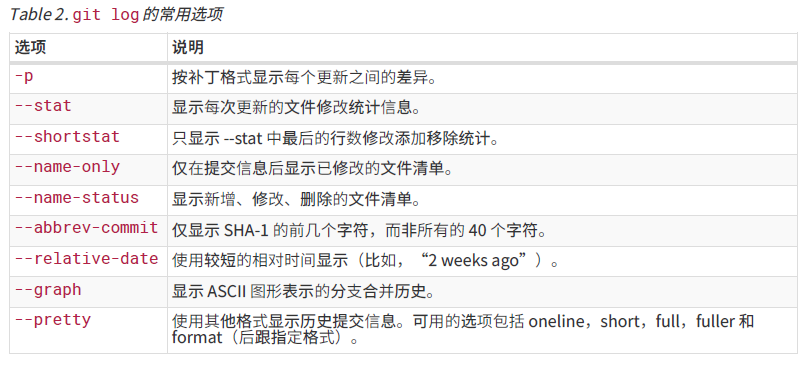 Table 2. git log 的常用选项
选项 说明
-p 按补丁格式显示每个更新之间的差异。
--stat 显示每次更新的文件修改统计信息。
--shortstat 只显示 --stat 中最后的行数修改添加移除统计。
--name-only 仅在提交信息后显示已修改的文件清单。
--name-status 显示新增、修改、删除的文件清单。
--abbrev-commit 仅显示 SHA-1 的前几个字符，而非所有的 40 个字符。
--relative-date 使用较短的相对时间显示（比如，“2 weeks ago”）。
--graph 显示 ASCII 图形表示的分支合并历史。
--pretty 使用其他格式显示历史提交信息。可用的选项包括 oneline，short，full，fuller 和
format（后跟指定格式）。